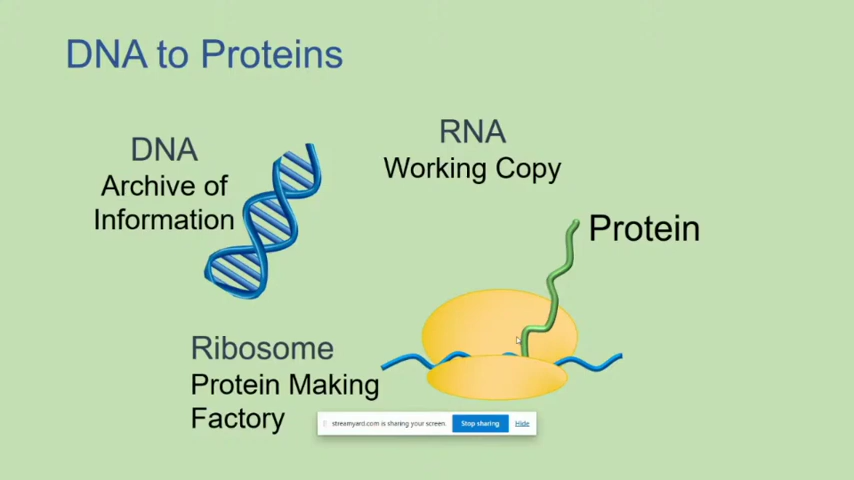 DNA to Proteins
DNA
Archive of
Information
RNA
Working Copy
Protein
Ribosome
Protein Making
Factory
streamyard.com is sharing your screen.
Stop sharing
Hide